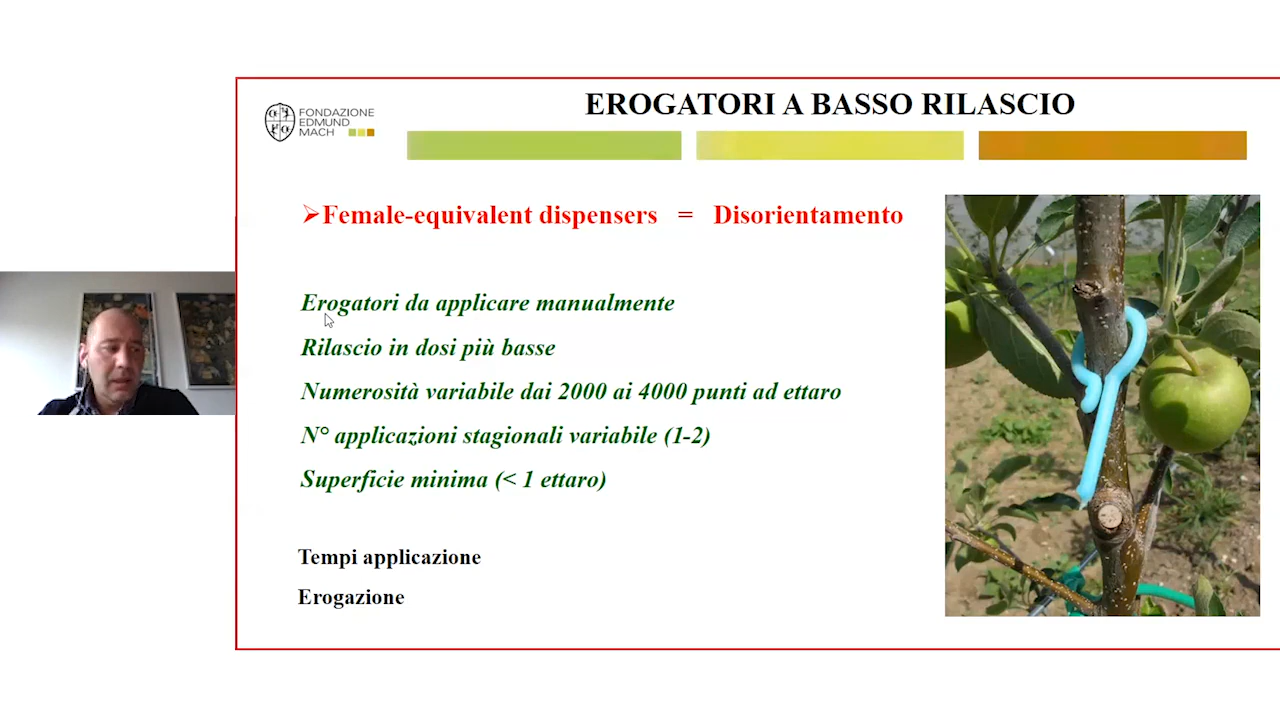 FONDAZIONE
EDMUND
MACH
EROGATORI A BASSO RILASCIO
➢Female-equivalent dispensers = Disorientamento
Erogatori da applicare manualmente
Rilascio in dosi più basse
Numerosità variabile dai 2000 ai 4000 punti ad ettaro
N° applicazioni stagionali variabile (1-2)
Superficie minima (< 1 ettaro)
Tempi applicazione
Erogazione